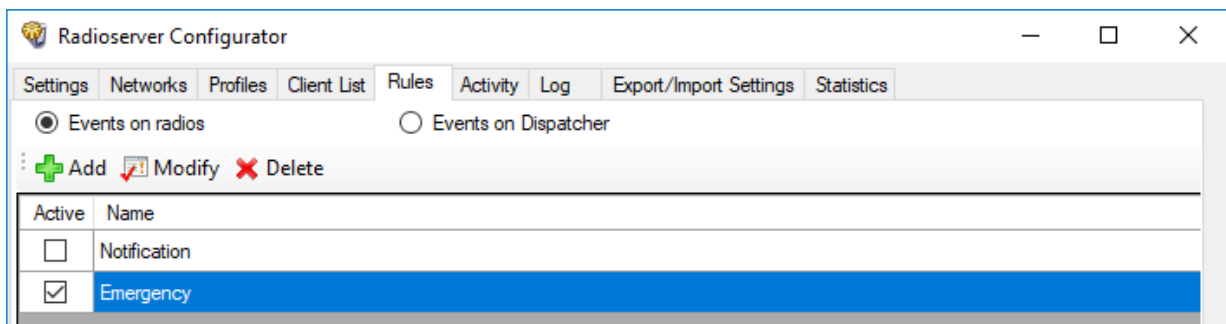 Radioserver Configurator
Settings Networks Profiles Client List Rules Activity Log Export/Import Settings Statistics
Events on radios Events on Dispatcher
Add Modify Delete
Active Name
Notification
Emergency